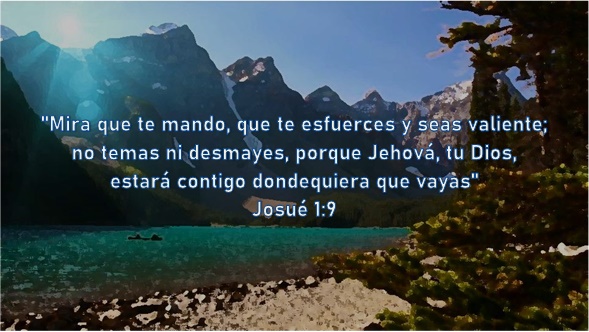 "Mira que te mando, que te esfuerces y seas valiente;
no temas ni desmayes, porque Jehová, tu Dios,
estará contigo dondequiera que vayas"
Josué 1:9